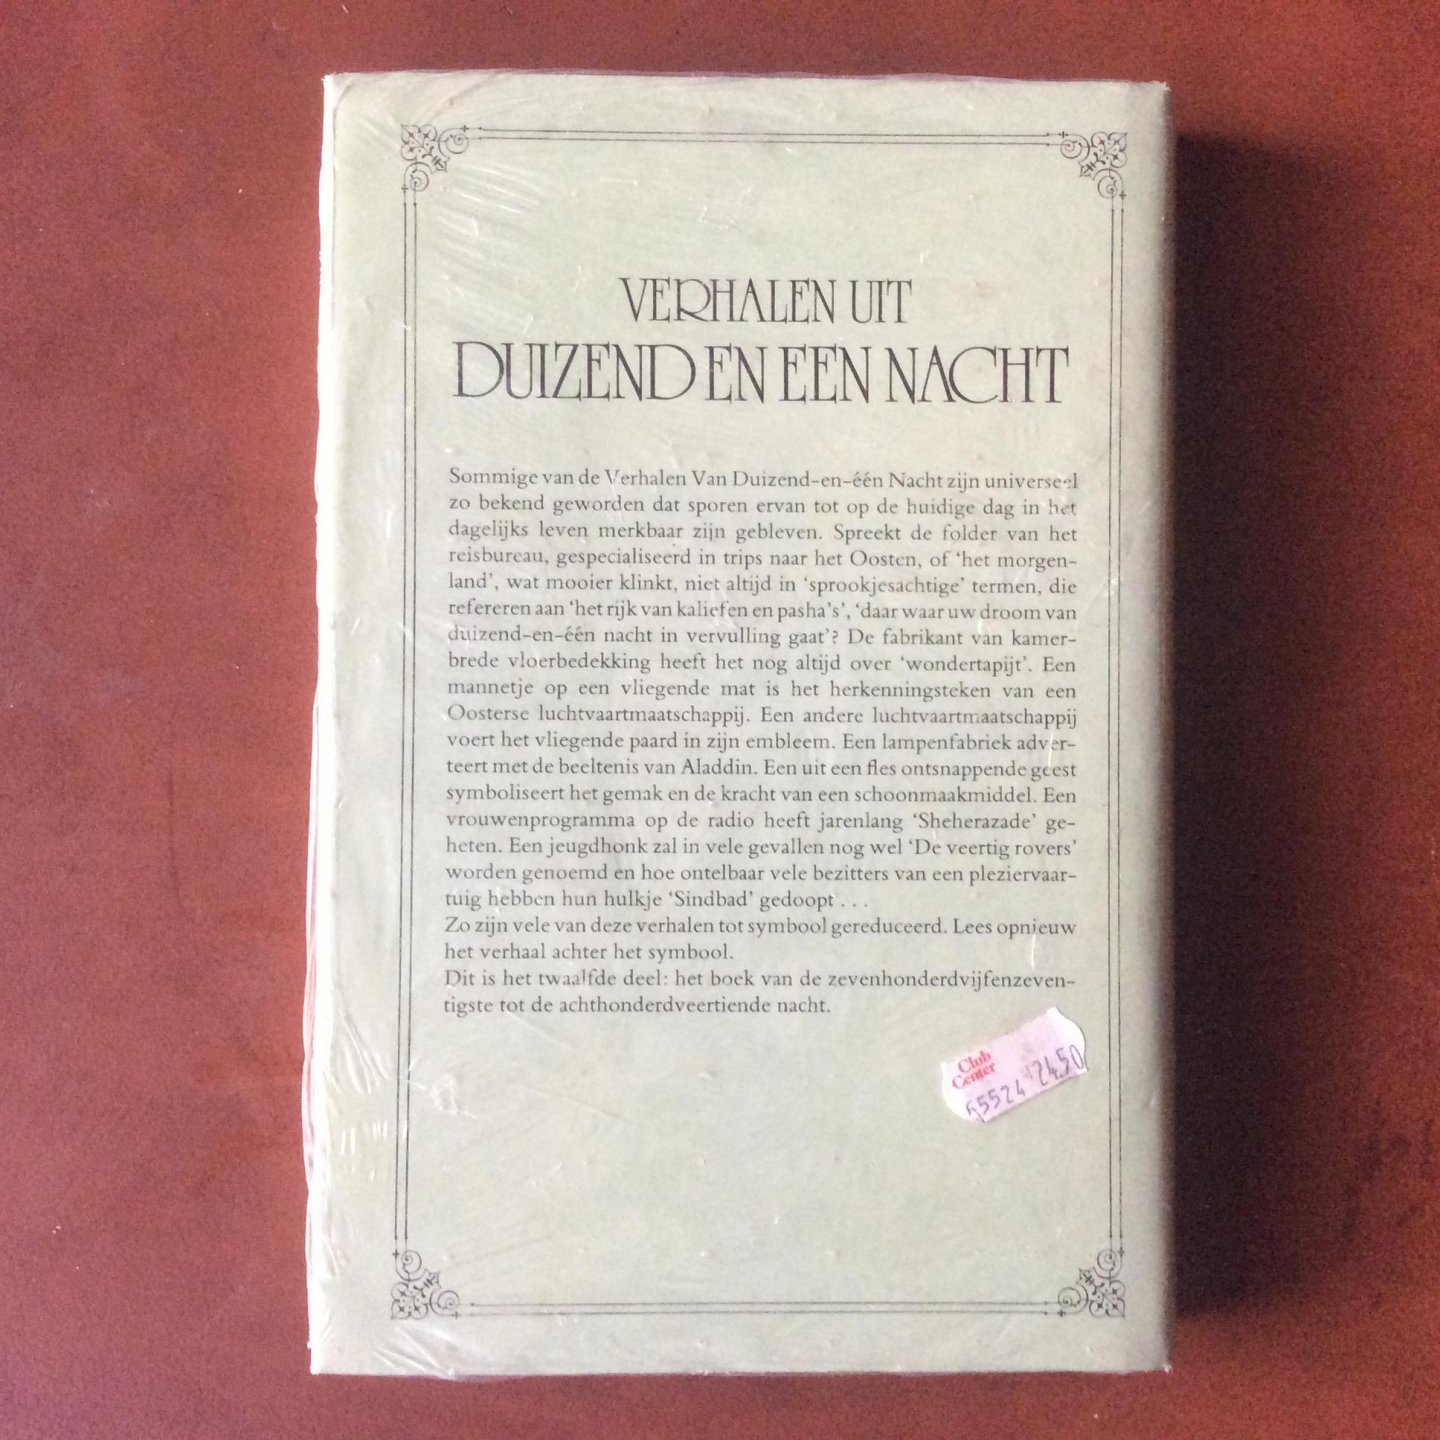 VERHALEN UIT
DUIZEND EN EEN NACHT
Sommige van de Verhalen Van Duizend-en-één Nacht zijn universeel
zo bekend geworden dat sporen ervan tot op de huidige dag in het
dagelijks leven merkbaar zijn gebleven. Spreekt de folder van het
reisbureau, gespecialiseerd in trips naar het Oosten, of ‘het morgen-
land’, wat mooier klinkt, niet altijd in ‘sprookjesachtige’ termen, die
refereren aan ‘het rijk van kaliefen en pasha’s’, ‘daar waar uw droom van
duizend-en-één nacht in vervulling gaat’? De fabrikant van kamer-
brede vloerbedekking heeft het nog altijd over ‘wondertapijt’. Een
mannetje op een vliegende mat is het herkenningsteken van een
Oosterse luchtvaartmaatschappij. Een andere luchtvaartmaatschappij
voert het vliegende paard in zijn embleem. Een lampenfabriek adver-
teert met de beeltenis van Aladdin. Een uit een fles ontsnappende geest
symboliseert het gemak en de kracht van een schoonmaakmiddel. Een
vrouwenprogramma op de radio heeft jarenlang ‘Sheherazade’ ge-
heten. Een jeugdhonk zal in vele gevallen nog wel ‘De veertig rovers’
worden genoemd en hoe ontelbaar vele bezitters van een pleziervaar-
tuig hebben hun hulkje ‘Sindbad’ gedoopt . . .
Zo zijn vele van deze verhalen tot symbool gereduceerd. Lees opnieuw
het verhaal achter het symbool.
Dit is het twaalfde deel: het boek van de zevenhonderdvijfenzeven-
tigste tot de achthonderdveertiende nacht.
Club
Center
2450